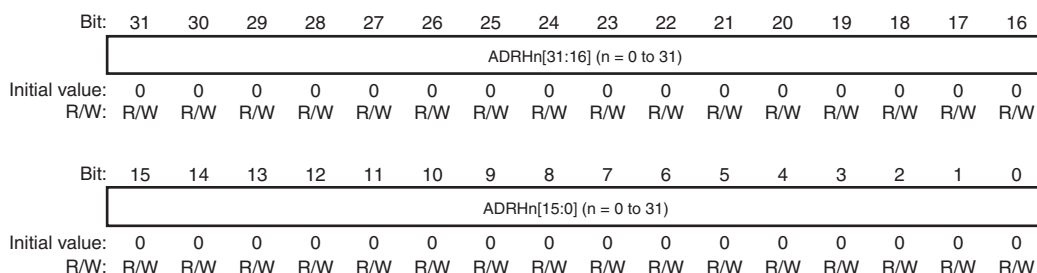 Bit: 31 30 29 28 27 26 25 24 23 22 21 20 19 18 17 16
ADRHn[31:16] (n = 0 to 31)
Initial value: 0 0 0 0 0 0 0 0 0 0 0 0 0 0 0 0
R/W: R/W R/W R/W R/W R/W R/W R/W R/W R/W R/W R/W R/W R/W R/W R/W R/W
Bit: 15 14 13 12 11 10 9 8 7 6 5 4 3 2 1 0
ADRHn[15:0] (n = 0 to 31)
Initial value: 0 0 0 0 0 0 0 0 0 0 0 0 0 0 0 0
R/W: R/W R/W R/W R/W R/W R/W R/W R/W R/W R/W R/W R/W R/W R/W R/W R/W